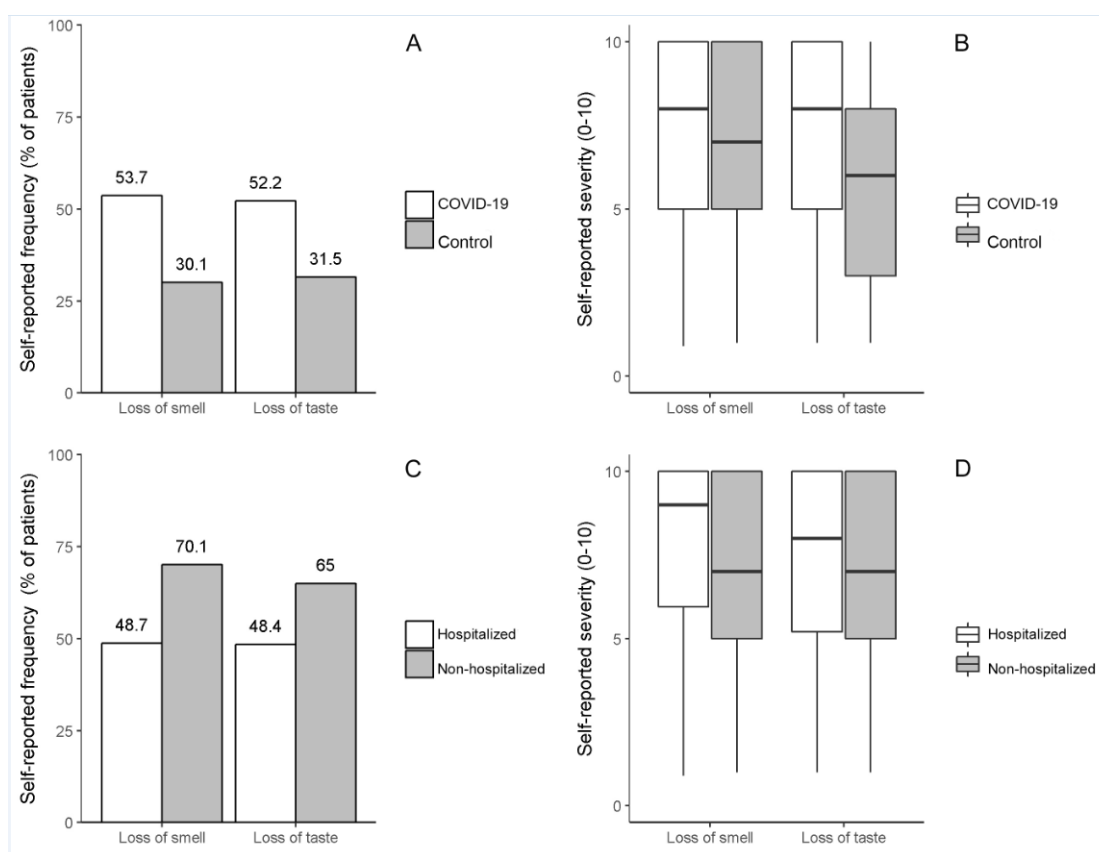 A
Self-reported frequency (% of patients)
100
75
50
25
0
53.7
30.1
52.2
31.5
Loss of smell
Loss of taste
COVID-19
Control
B
Self-reported severity (0-10)
10
5
0
Loss of smell
Loss of taste
COVID-19
Control
C
Self-reported frequency (% of patients)
100
75
50
25
0
48.7
70.1
48.4
65
Loss of smell
Loss of taste
Hospitalized
Non-hospitalized
D
Self-reported severity (0-10)
10
5
0
Loss of smell
Loss of taste
Hospitalized
Non-hospitalized